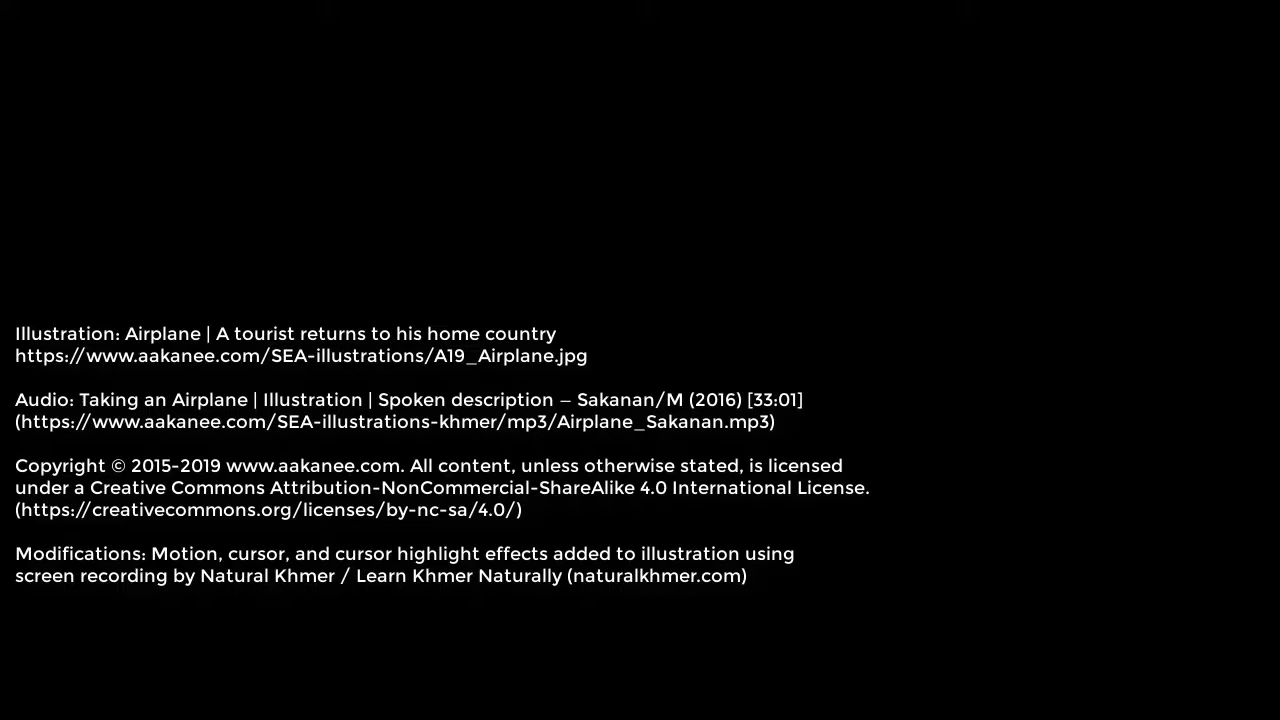 Illustration: Airplane | A tourist returns to his home country
https://www.aakanee.com/SEA-illustrations/A19_Airplane.jpg
Audio: Taking an Airplane | Illustration | Spoken description – Sakanan/M (2016) [33:01]
(https://www.aakanee.com/SEA-illustrations-khmer/mp3/Airplane_Sakanan.mp3)
Copyright © 2015-2019 www.aakanee.com. All content, unless otherwise stated, is licensed
under a Creative Commons Attribution-NonCommercial-ShareAlike 4.0 International License.
(https://creativecommons.org/licenses/by-nc-sa/4.0/)
Modifications: Motion, cursor, and cursor highlight effects added to illustration using
screen recording by Natural Khmer / Learn Khmer Naturally (naturalkhmer.com)